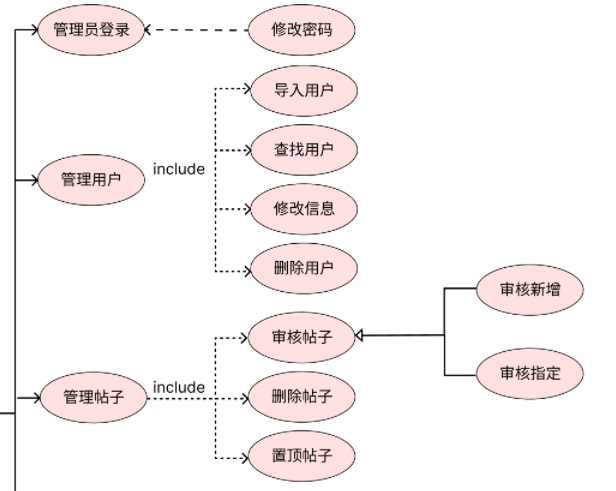 管理员登录
修改密码
导入用户
查找用户
include
管理用户
修改信息
删除用户
审核新增
审核帖子
审核指定
include
管理帖子
删除帖子
置顶帖子